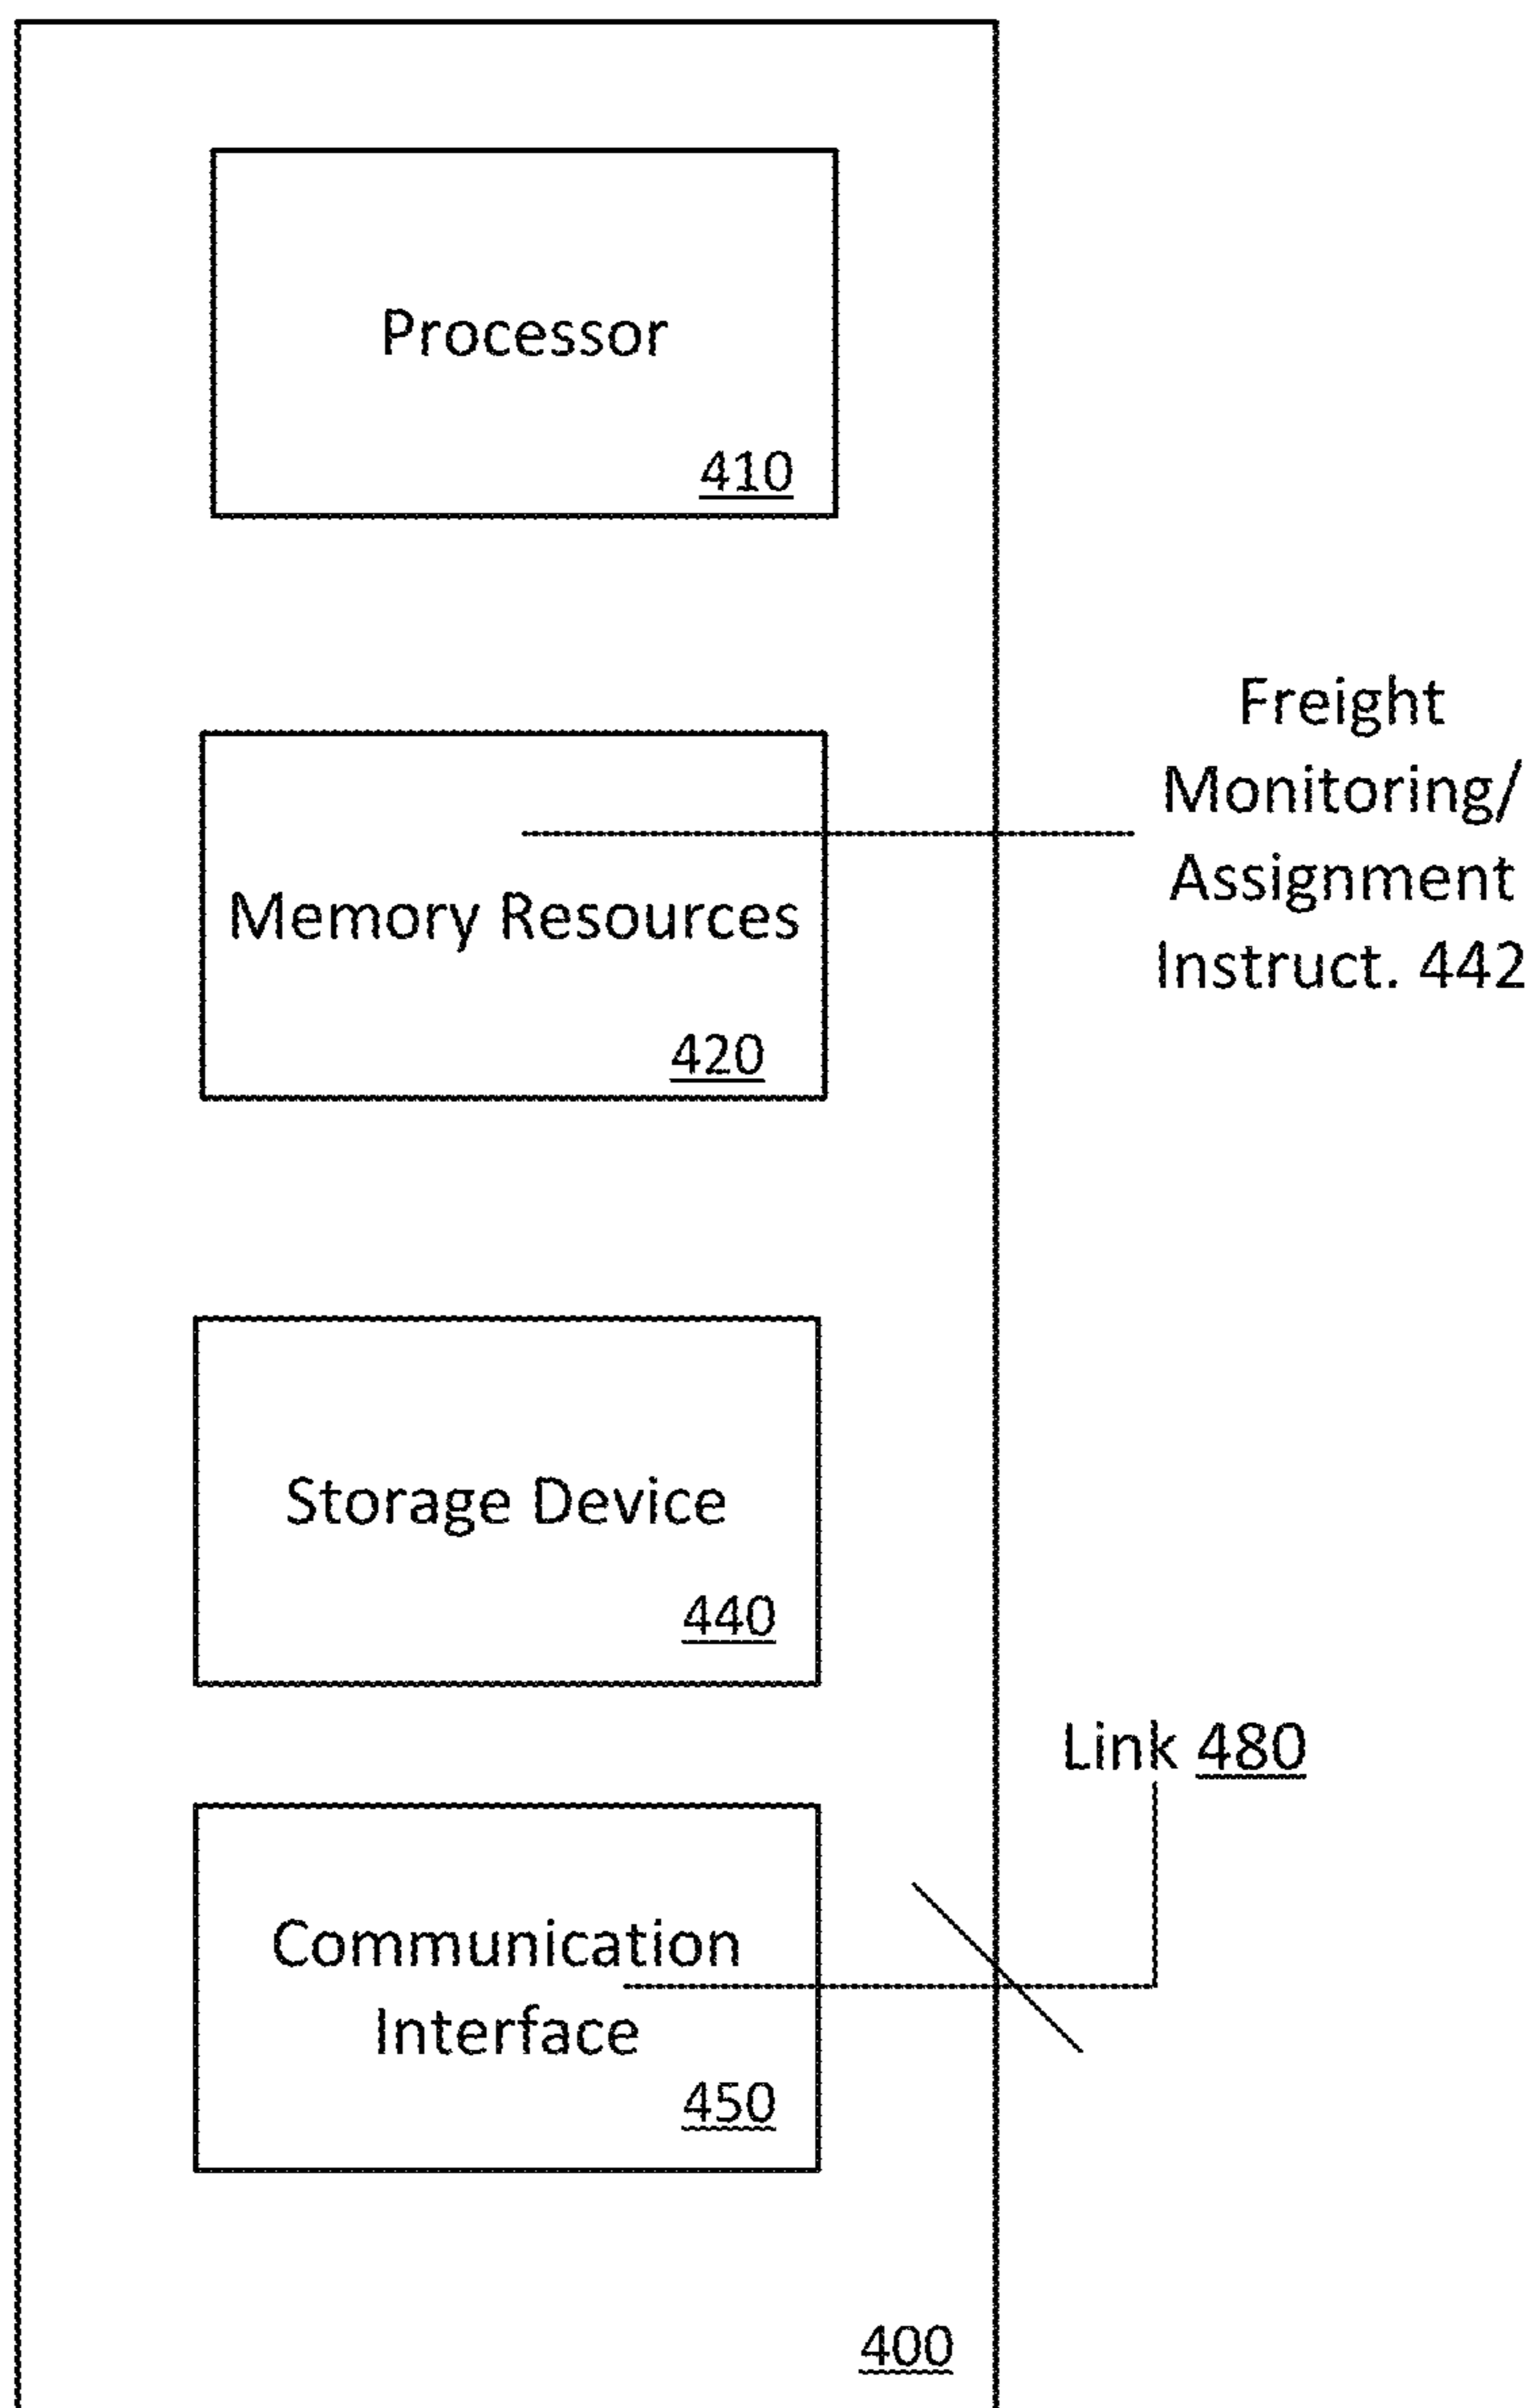 Processor
410
Freight
Monitoring/
Assignment
Instruct. 442
Memory Resources
420
Storage Device
440
Link 480
Communication
Interface
450
400